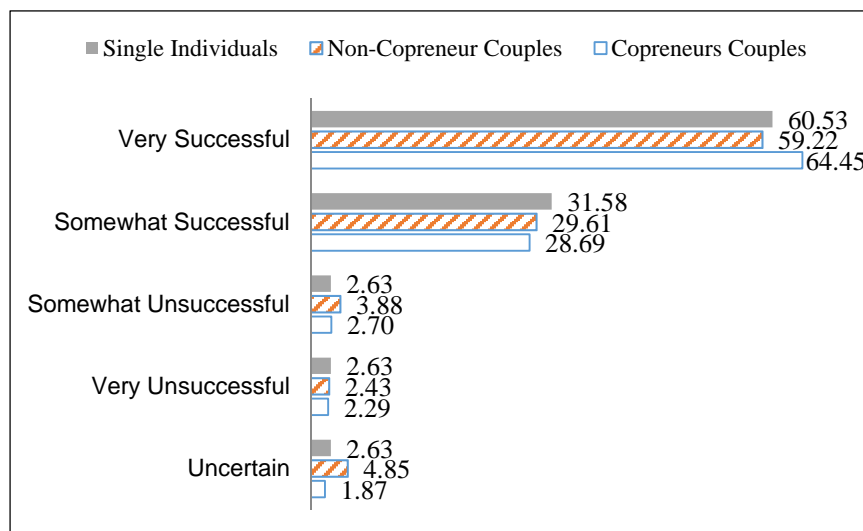 Single Individuals Non-Copreneur Couples Copreneurs Couples
Very Successful
60.53
59.22
64.45
Somewhat Successful
31.58
29.61
28.69
Somewhat Unsuccessful
2.63
3.88
2.70
Very Unsuccessful
2.63
2.43
2.29
Uncertain
2.63
4.85
1.87